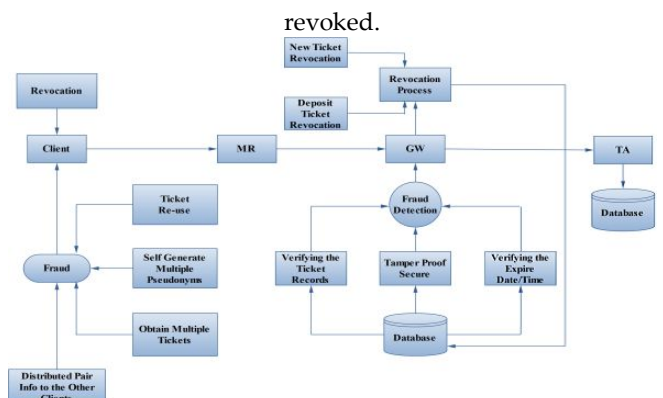 revoked.
New Ticket
Revocation
Revocation
Process
Revocation
Deposit Ticket
Revocation
Client
MR
GW
TA
Database
Ticket
Re-use
Fraud
Detection
Fraud
Self Generate
Multiple
Pseudonyms
Verifying the
Ticket
Records
Tamper Proof
Secure
Verifying the
Expire
Date/Time
Obtain Multiple
Tickets
Database
Distributed Pair
Info to the Other
Clients